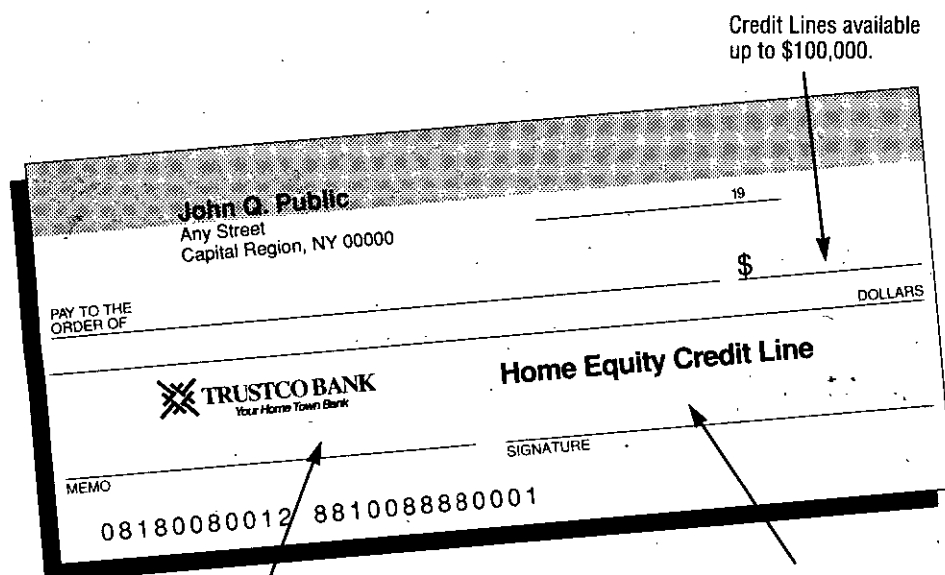 Credit Lines available
up to $100,000.
John Q. Public
Any Street
Capital Region, NY 00000
19
$
PAY TO THE
ORDER OF
DOLLARS
TRUSTCO BANK
Your Home Town Bank
Home Equity Credit Line
MEMO
SIGNATURE
08180080012 8810088880001